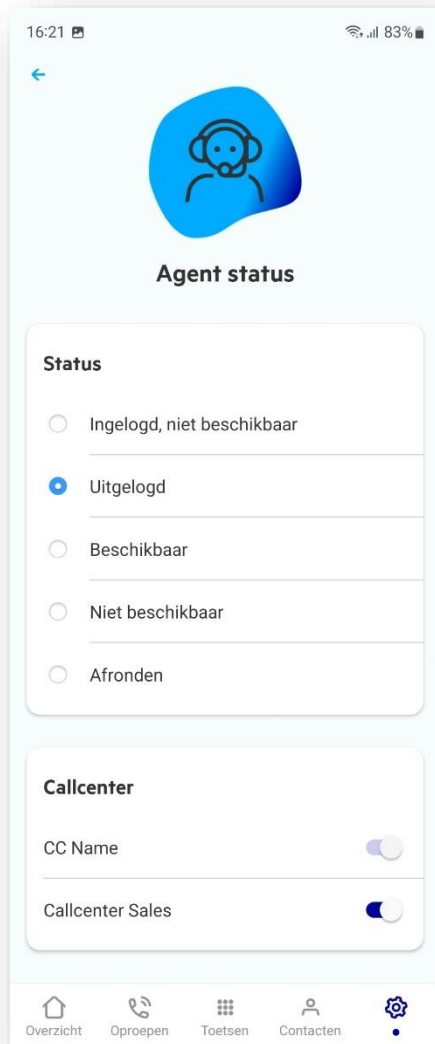 16:21 83%
Agent status
Status
Ingelogd, niet beschikbaar
Uitgelogd
Beschikbaar
Niet beschikbaar
Afronden
Callcenter
CC Name
Callcenter Sales
Overzicht Oproepen Toetsen Contacten